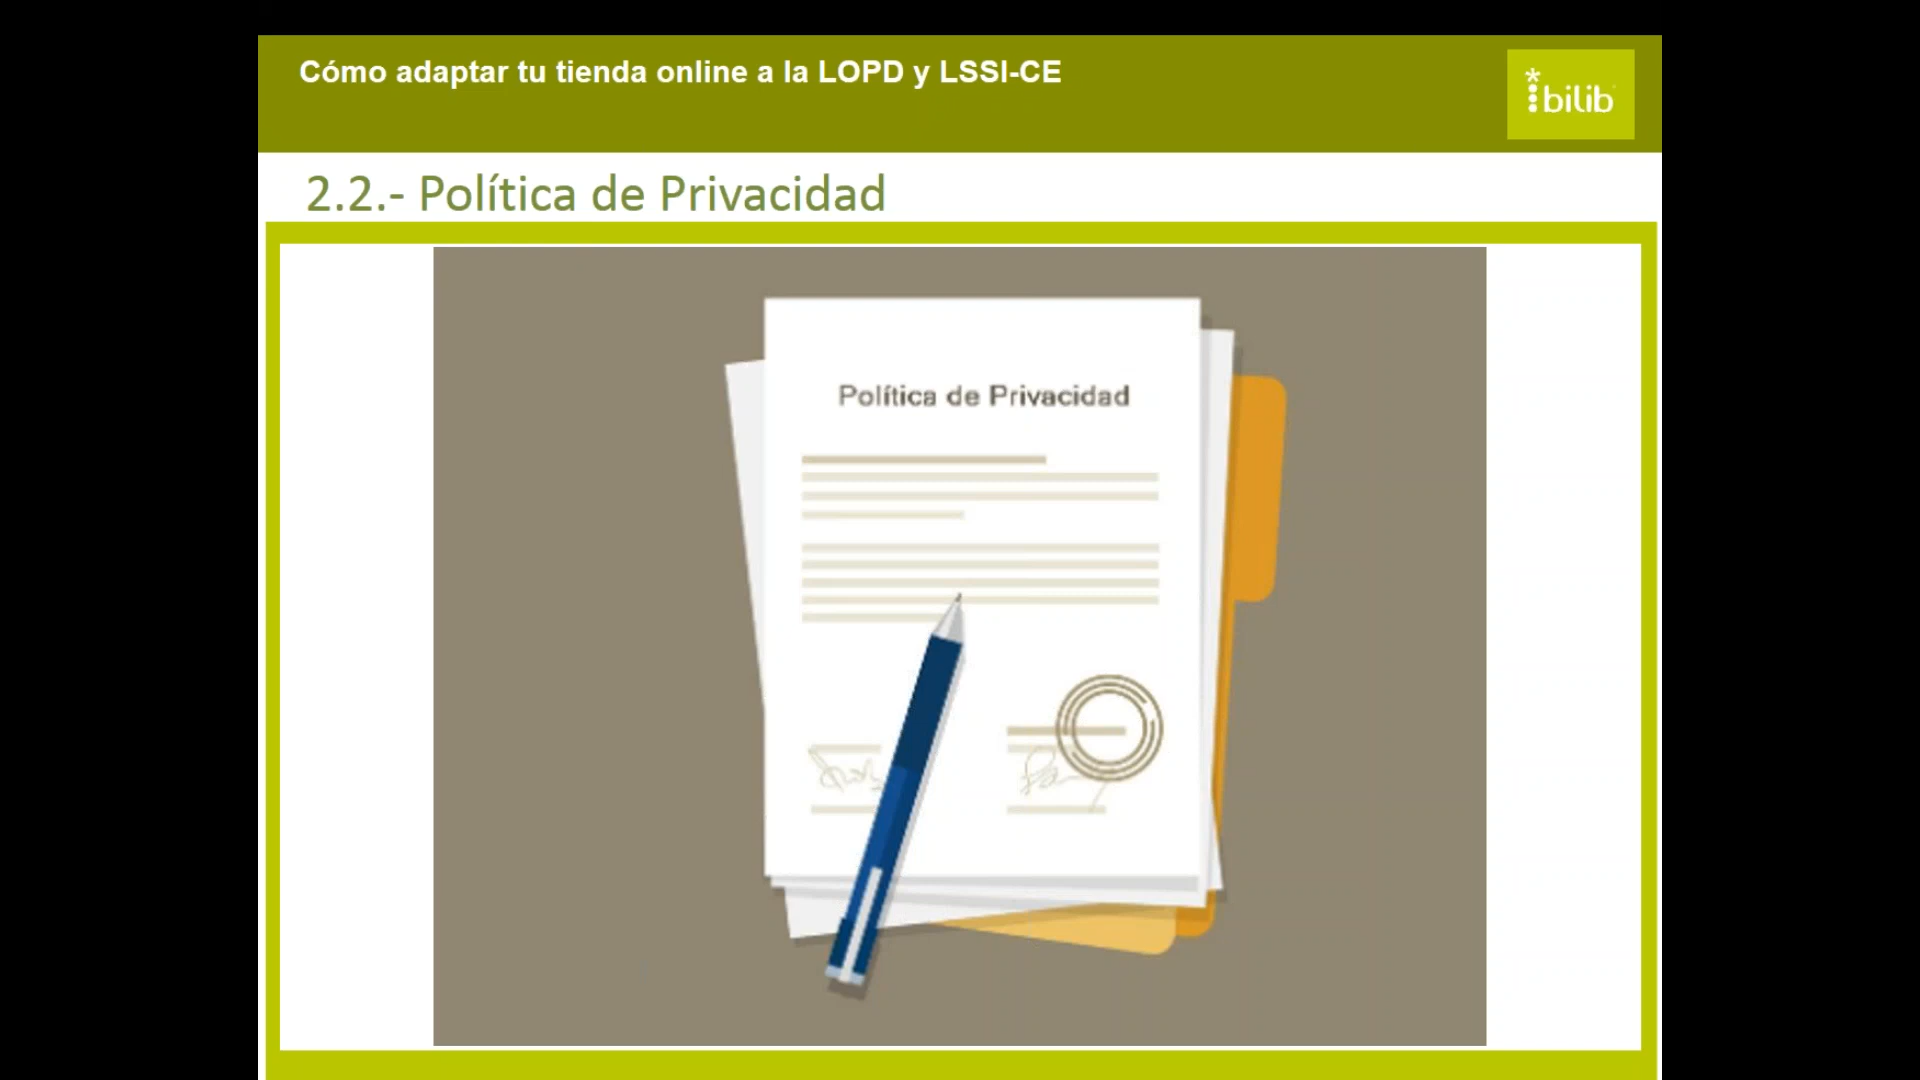 Cómo adaptar tu tienda online a la LOPD y LSSI-CE
bilib
2.2.- Política de Privacidad
Política de Privacidad